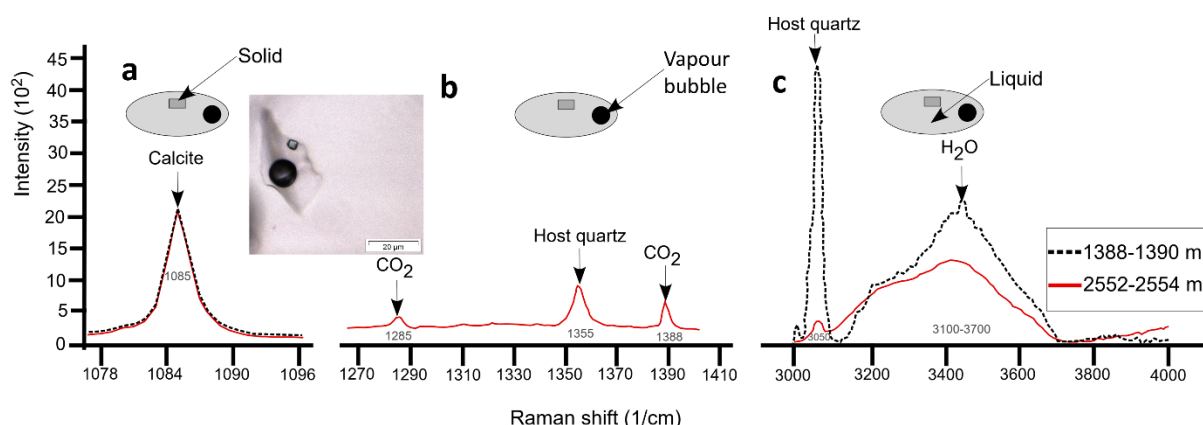 Host quartz
45
40
35
30
25
20
15
10
5
0
Intensity (10²)
a
Solid
Calcite
1085
20 µm
1078
1084
1090
1096
b
Vapour
bubble
CO₂
1285
Host quartz
1355
CO₂
1388
1270
1290
1310
1330
1350
1370
1390
1410
c
Liquid
H₂O
3050
3100-3700
1388-1390 m
2552-2554 m
3000
3200
3400
3600
3800
4000
Raman shift (1/cm)